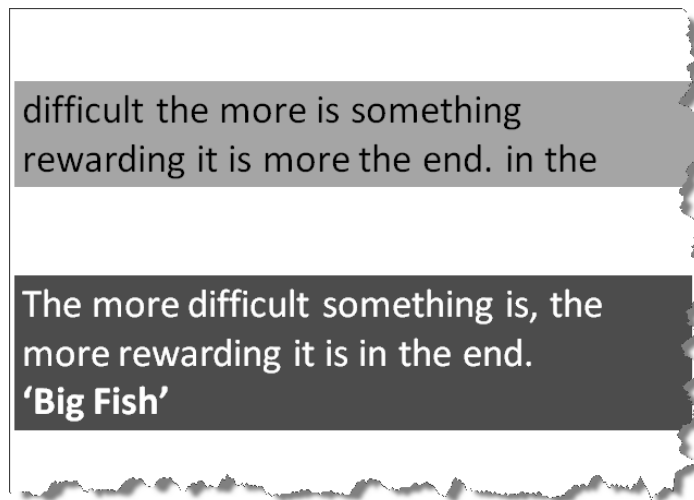 difficult the more is something
rewarding it is more the end. in the
The more difficult something is, the
more rewarding it is in the end.
‘Big Fish’